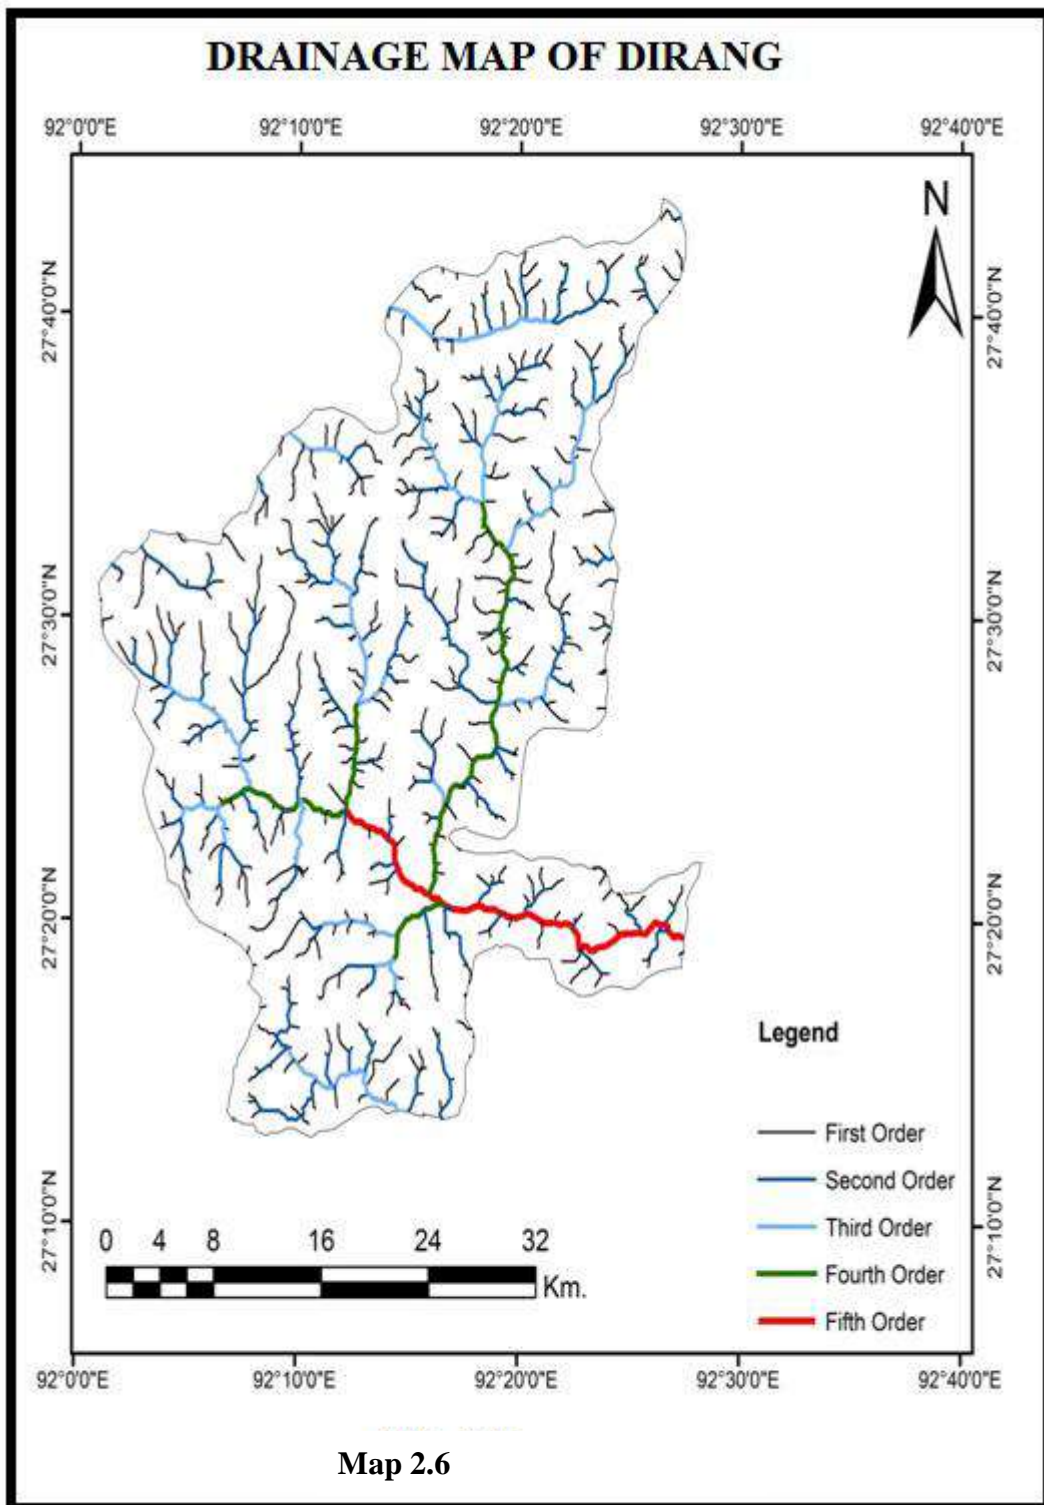 DRAINAGE MAP OF DIRANG
92°0'0"E 92°10'0"E 92°20'0"E 92°30'0"E 92°40'0"E
N
27°40'0"N 27°40'0"N
27°30'0"N 27°30'0"N
27°20'0"N 27°20'0"N
Legend
First Order
Second Order
27°10'0"N 27°10'0"N
Third Order
0 4 8 16 24 32
Fourth Order
Km.
Fifth Order
92°0'0"E 92°10'0"E 92°20'0"E 92°30'0"E 92°40'0"E
Map 2.6